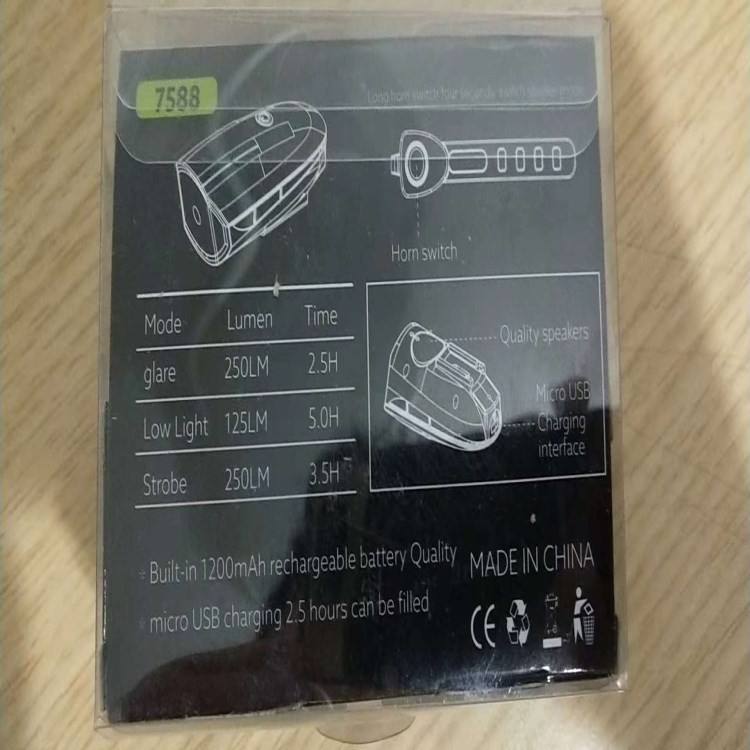 7588
Long horn switch four seconds, switch speaker mode
Horn switch
Mode Lumen Time
glare 250LM 2.5H
Low Light 125LM 5.0H
Strobe 250LM 3.5H
Quality speakers
Micro USB
Charging
interface
Built-in 1200mAh rechargeable battery Quality
micro USB charging 2.5 hours can be filled
MADE IN CHINA
CE